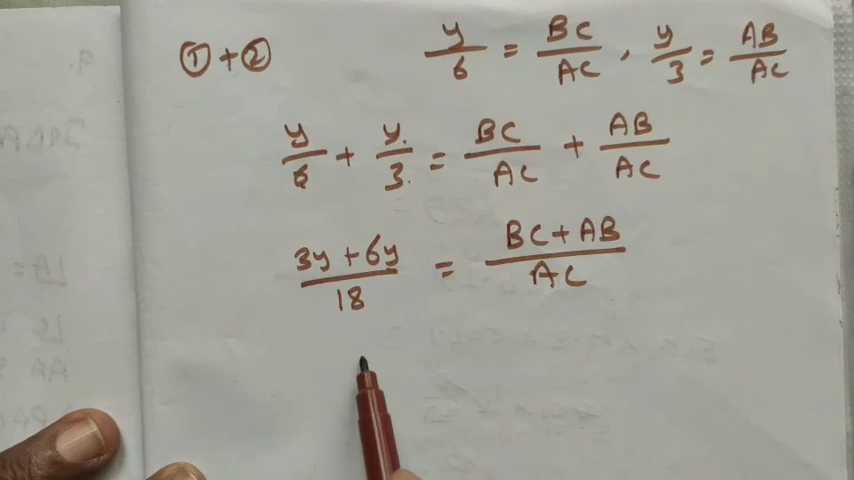 ① + ② y/6 = BC/AC , y/3 = AB/AC
y/6 + y/3 = BC/AC + AB/AC
3y + 6y/18 = BC + AB/AC